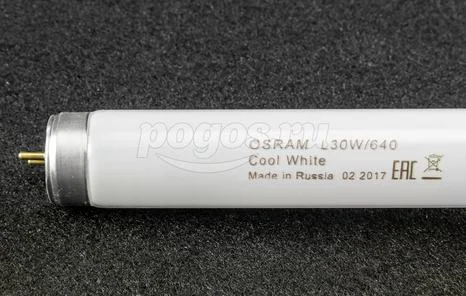 pogos.ru
OSRAM L30W/640
Cool White
Made in Russia 02 2017 EAC